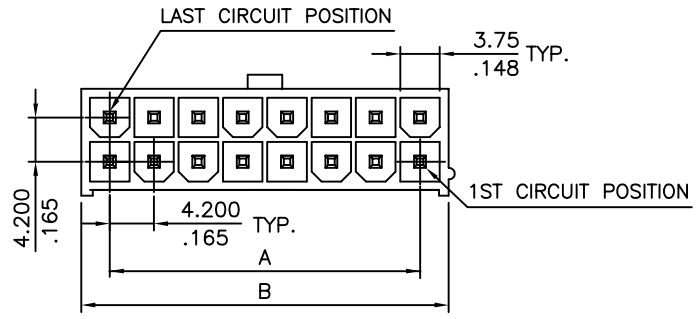 LAST CIRCUIT POSITION
3.75
.148
TYP.
4.200
.165
1ST CIRCUIT POSITION
4.200
.165
TYP.
A
B